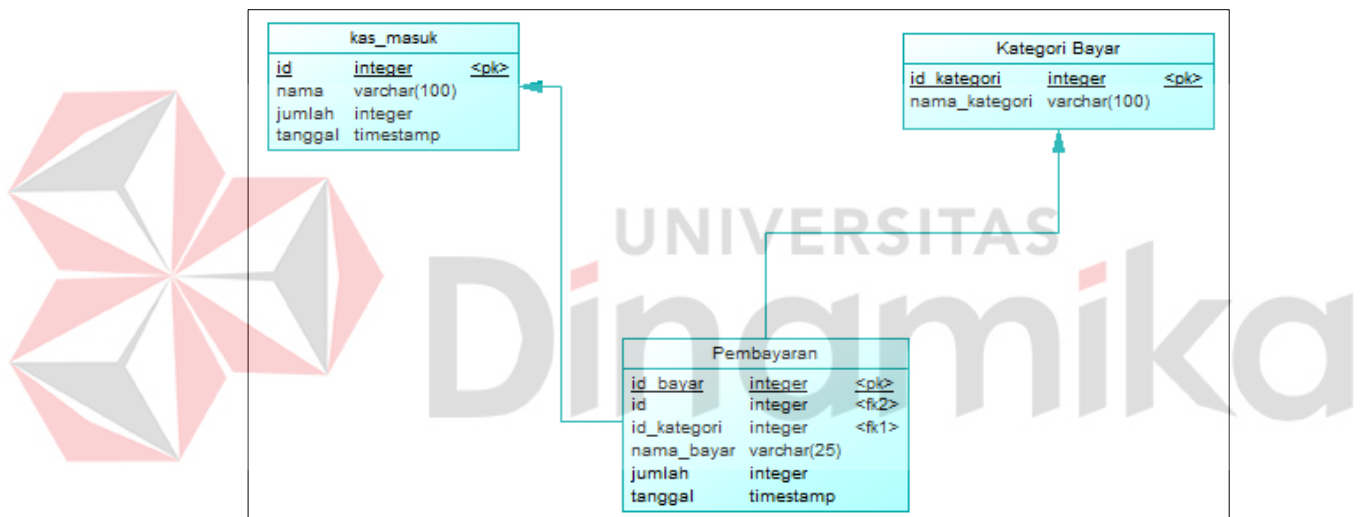 kas_masuk
id integer <pk>
nama varchar(100)
jumlah integer
tanggal timestamp
Kategori Bayar
id_kategori integer <pk>
nama_kategori varchar(100)
UNIVERSITAS
Dinamika
Pembayaran
id_bayar integer <pk>
id integer <fk2>
id_kategori integer <fk1>
nama_bayar varchar(25)
jumlah integer
tanggal timestamp